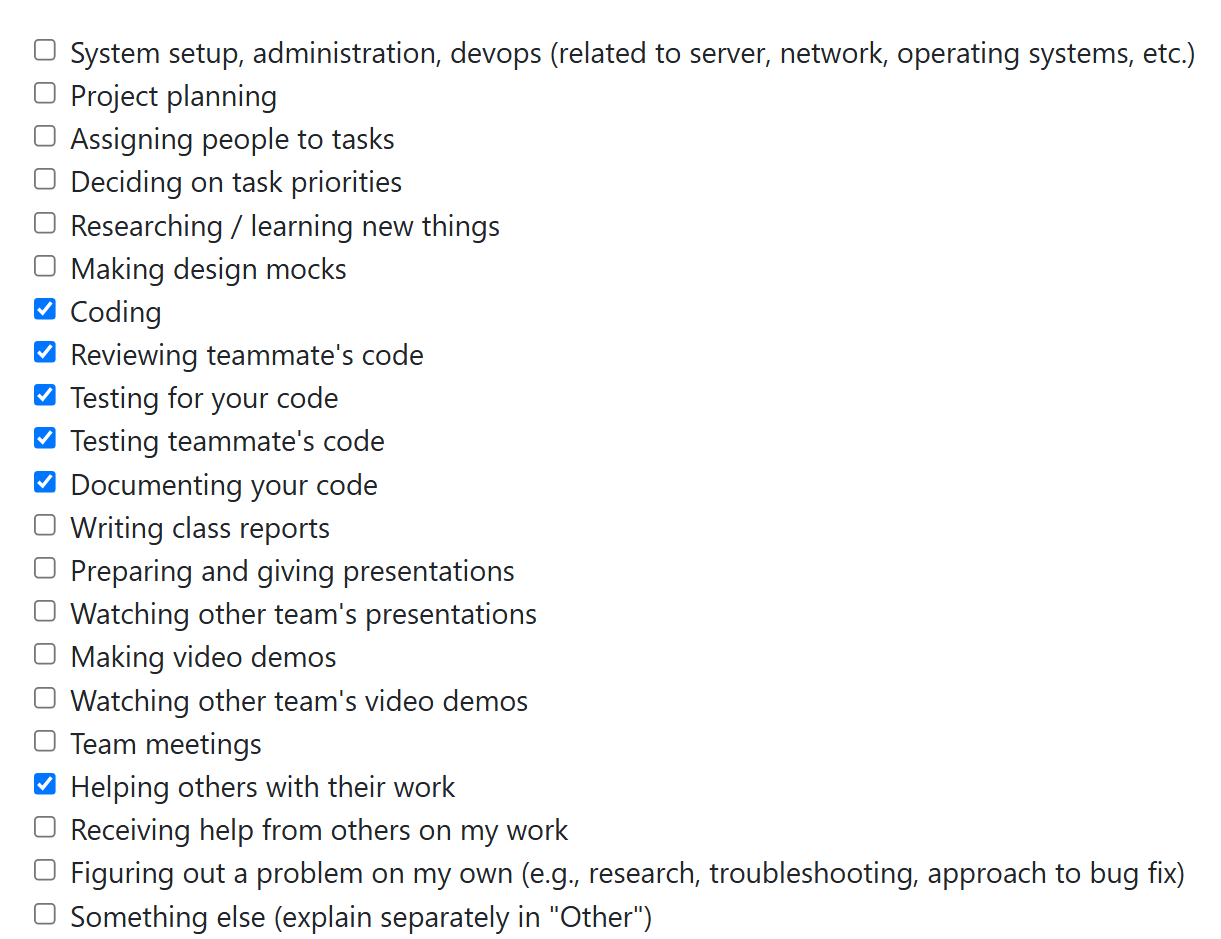 System setup, administration, devops (related to server, network, operating systems, etc.)
Project planning
Assigning people to tasks
Deciding on task priorities
Researching / learning new things
Making design mocks
Coding
Reviewing teammate's code
Testing for your code
Testing teammate's code
Documenting your code
Writing class reports
Preparing and giving presentations
Watching other team's presentations
Making video demos
Watching other team's video demos
Team meetings
Helping others with their work
Receiving help from others on my work
Figuring out a problem on my own (e.g., research, troubleshooting, approach to bug fix)
Something else (explain separately in "Other")